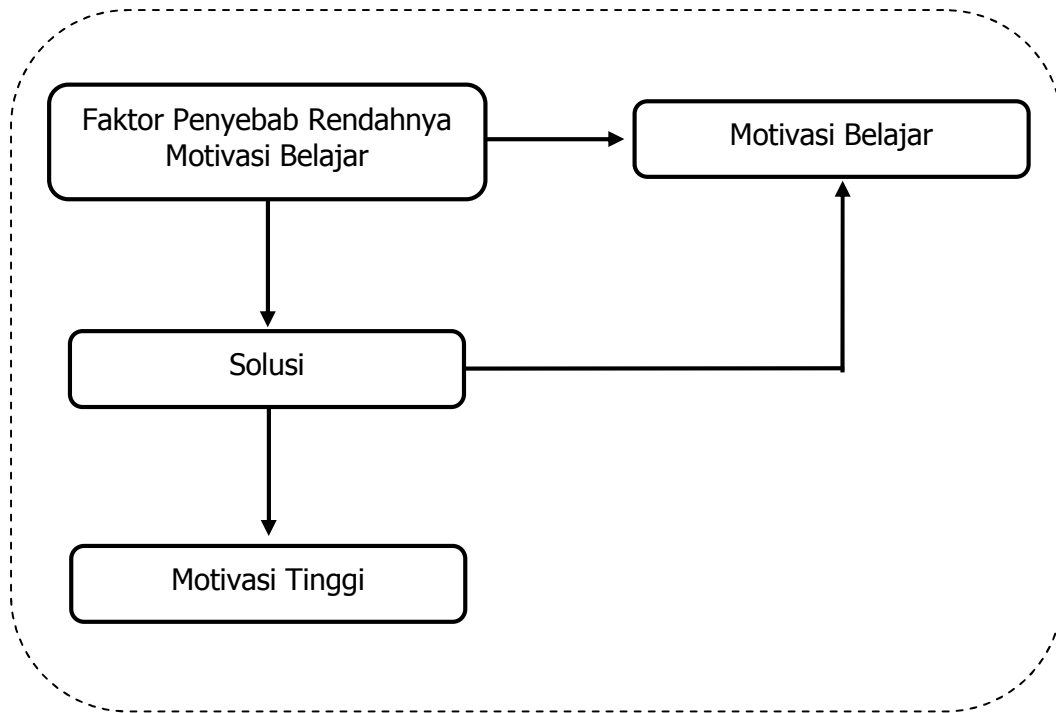 Faktor Penyebab Rendahnya
Motivasi Belajar
Motivasi Belajar
Solusi
Motivasi Tinggi